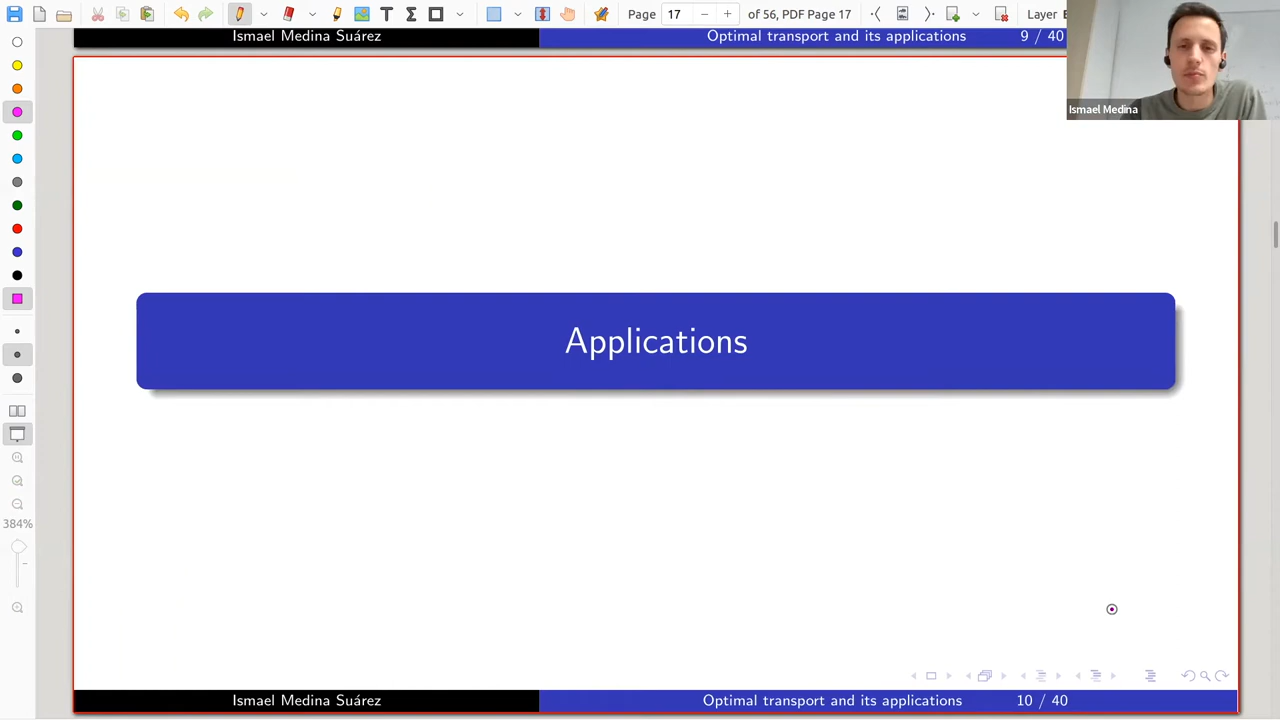 Page 17 of 56, PDF Page 17 Layer
Ismael Medina Suárez Optimal transport and its applications 9 / 40
Ismael Medina
Applications
384%
Ismael Medina Suárez Optimal transport and its applications 10 / 40